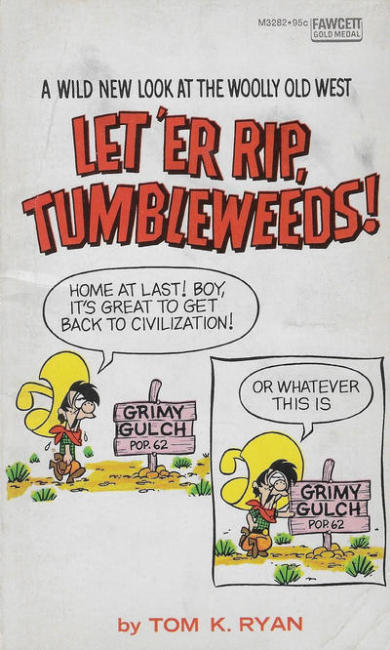 M3282•95c FAWCETT
GOLD MEDAL
A WILD NEW LOOK AT THE WOOLLY OLD WEST
LET 'ER RIP,
TUMBLEWEEDS!
HOME AT LAST! BOY,
IT'S GREAT TO GET
BACK TO CIVILIZATION!
GRIMY
GULCH
POP. 62
OR WHATEVER
THIS IS
GRIMY
GULCH
POP. 62
by TOM K. RYAN